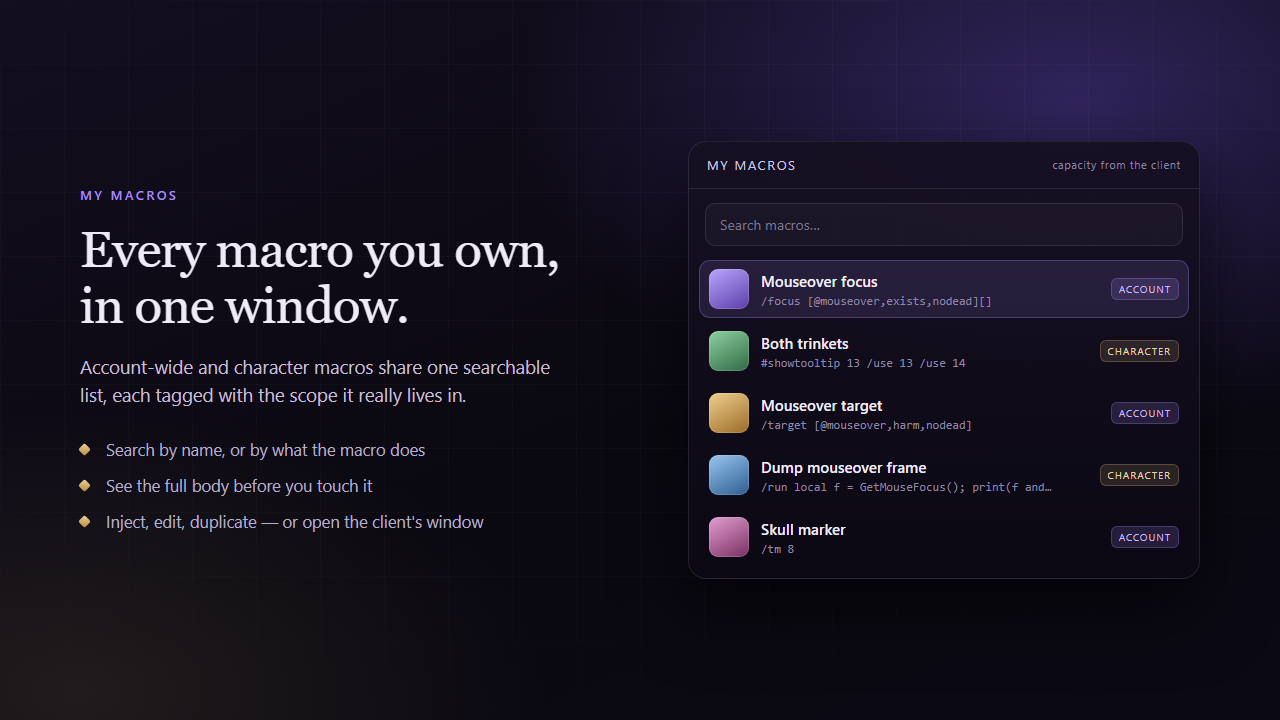 MY MACROS
Every macro you own,
in one window.
Account-wide and character macros share one searchable
list, each tagged with the scope it really lives in.
Search by name, or by what the macro does
See the full body before you touch it
Inject, edit, duplicate — or open the client's window
MY MACROS
capacity from the client
Search macros...
Mouseover focus
/focus [@mouseover,exists,nodead][]
ACCOUNT
Both trinkets
#showtooltip 13 /use 13 /use 14
CHARACTER
Mouseover target
/target [@mouseover,harm,nodead]
ACCOUNT
Dump mouseover frame
/run local f = GetMouseFocus(); print(f and…
CHARACTER
Skull marker
/tm 8
ACCOUNT